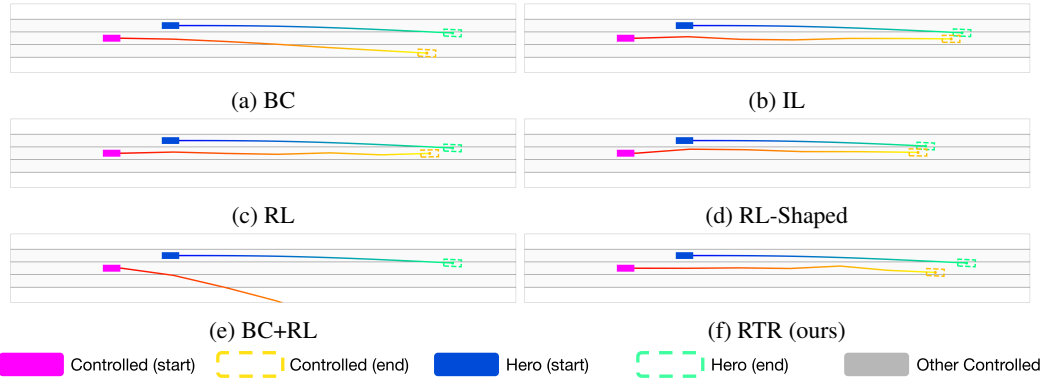 (a) BC
(b) IL
(c) RL
(d) RL-Shaped
(e) BC+RL
(f) RTR (ours)
Controlled (start) Controlled (end) Hero (start) Hero (end) Other Controlled